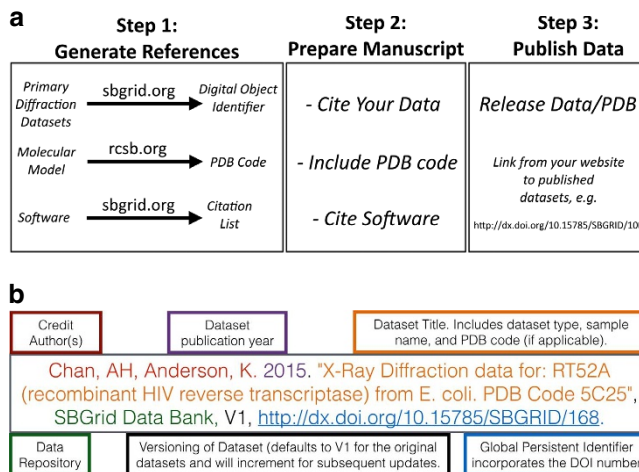 a
Step 1:
Generate References
Step 2:
Prepare Manuscript
Step 3:
Publish Data
Primary
Diffraction
Datasets
sbgrid.org
Digital Object
Identifier
Molecular
Model
rcsb.org
PDB Code
Software
sbgrid.org
Citation
List
- Cite Your Data
- Include PDB code
- Cite Software
Release Data/PDB
Link from your website
to published
datasets, e.g.
http://dx.doi.org/10.15785/SBGRID/10
b
Credit
Author(s)
Dataset
publication year
Dataset Title. Includes dataset type, sample
name, and PDB code (if applicable).
Chan, AH, Anderson, K. 2015. "X-Ray Diffraction data for: RT52A
(recombinant HIV reverse transcriptase) from E. coli. PDB Code 5C25",
SBGrid Data Bank, V1, http://dx.doi.org/10.15785/SBGRID/168.
Data
Repository
Versioning of Dataset (defaults to V1 for the original
datasets and will increment for subsequent updates.
Global Persistent Identifier
incorporates the DOI number